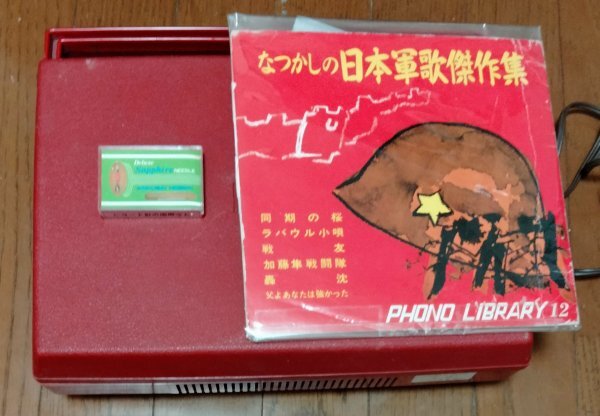 なつかしの日本軍歌傑作集
同期の桜
ラバウル小唄
戦友
加藤隼戦闘隊
轟沈
父よあなたは強かった
PHONO LIBRARY 12
Deluxe
Sapphire NEEDLE